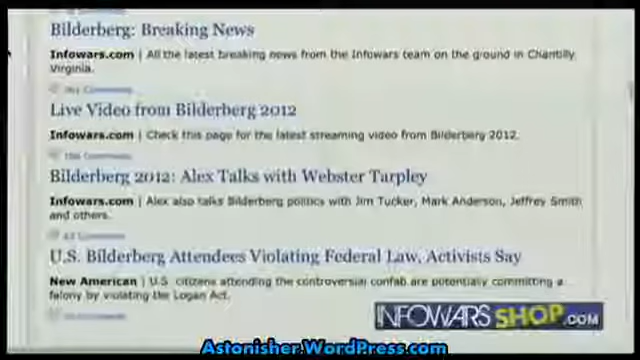 Bilderberg: Breaking News
Infowars.com | All the latest breaking news from the Infowars team on the ground in Chantilly
Virginia.
Comments
Live Video from Bilderberg 2012
Infowars.com | Check this page for the latest streaming video from Bilderberg 2012.
Comments
Bilderberg 2012: Alex Talks with Webster Tarpley
Infowars.com | Alex also talks Bilderberg politics with Jim Tucker, Mark Anderson, Jeffrey Smith
and others.
Comments
U.S. Bilderberg Attendees Violating Federal Law, Activists Say
New American | U.S. citizens attending the controversial confab are potentially committing a
felony by violating the Logan Act.
Comments
INFOWARS SHOP.COM
Astonisher.WordPress.com